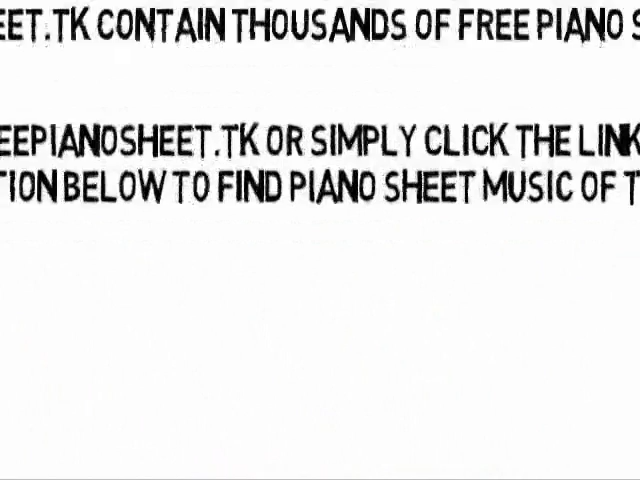 EET.TK CONTAIN THOUSANDS OF FREE PIANO S
EEPIANOSHEET.TK OR SIMPLY CLICK THE LINK
TION BELOW TO FIND PIANO SHEET MUSIC OF T